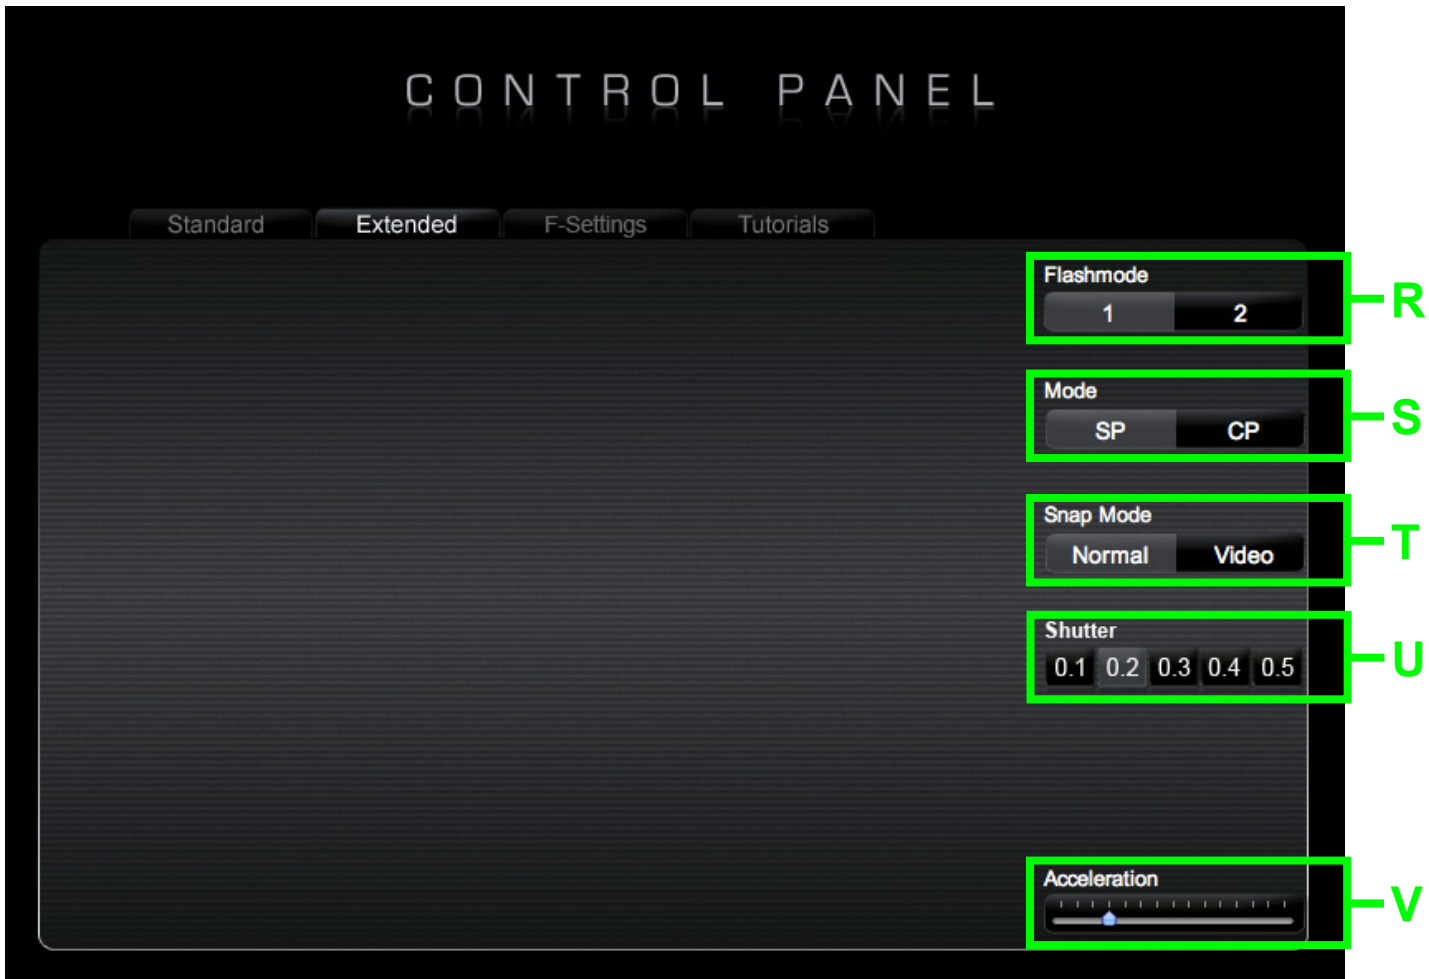 CONTROL PANEL
Standard Extended F-Settings Tutorials
Flashmode
1 2
R
Mode
SP CP
S
Snap Mode
Normal Video
T
Shutter
0.1 0.2 0.3 0.4 0.5
U
Acceleration
V